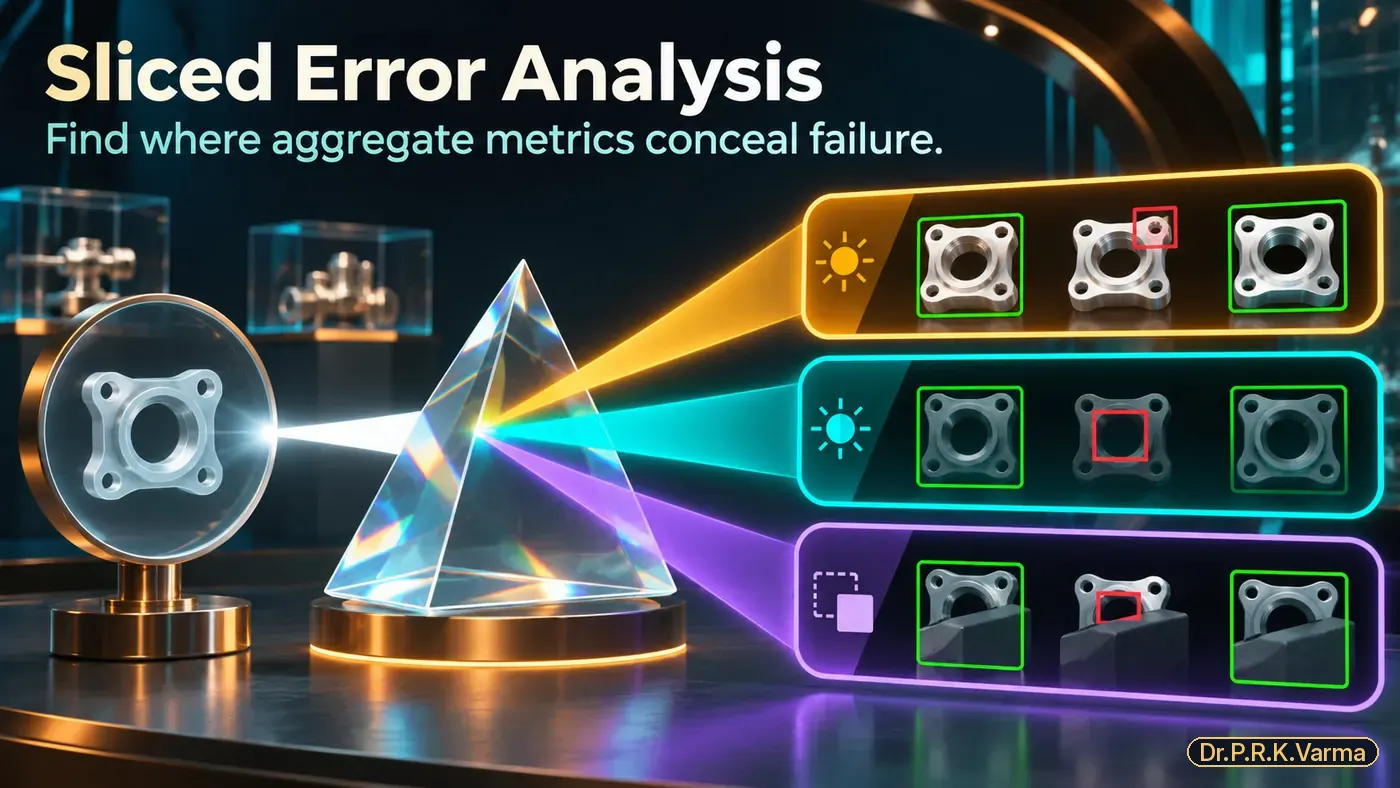 Sliced Error Analysis
Find where aggregate metrics conceal failure.
Dr.P.R.K.Varma